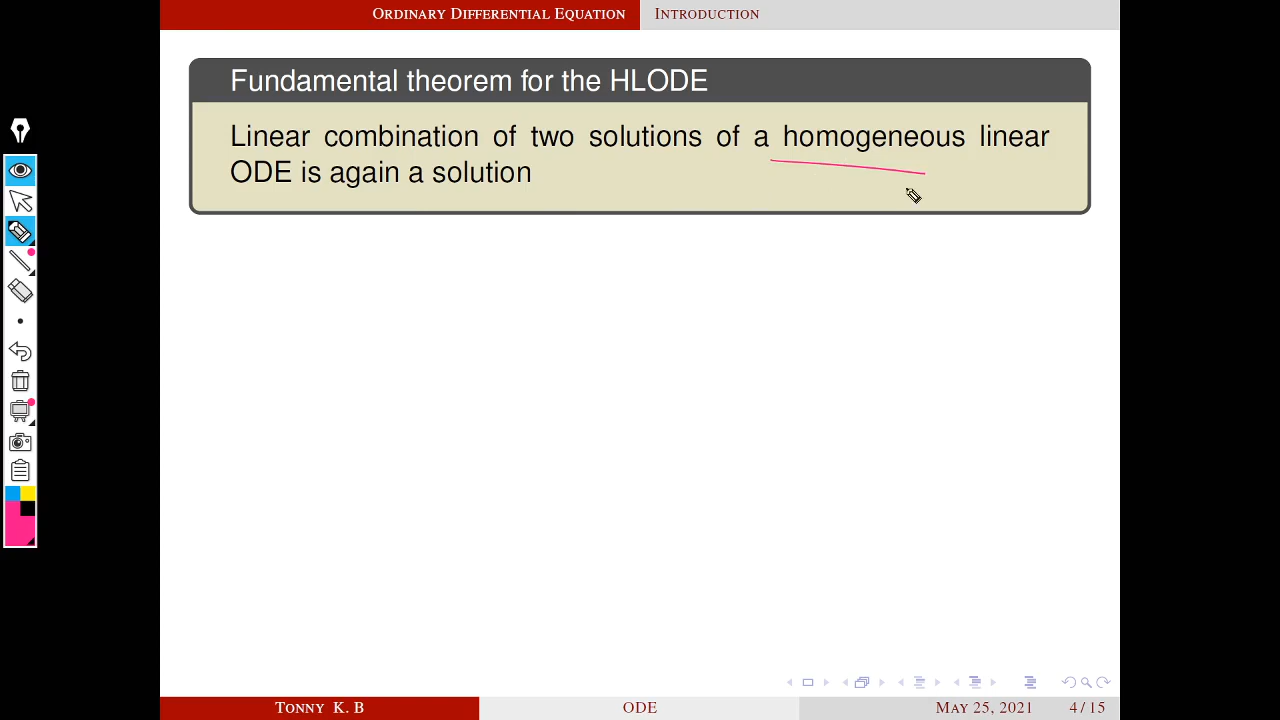 ORDINARY DIFFERENTIAL EQUATION INTRODUCTION
Fundamental theorem for the HLODE
Linear combination of two solutions of a homogeneous linear
ODE is again a solution
TONNY K. B ODE MAY 25, 2021 4 / 15